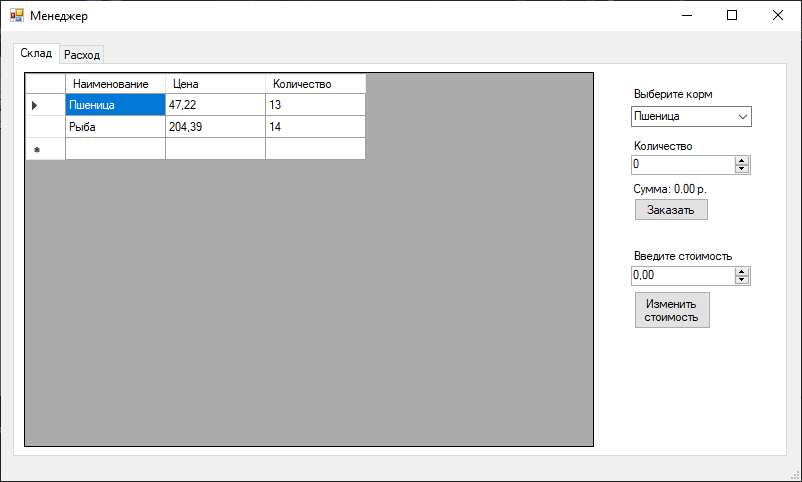 Менеджер
Склад Расход
Наименование Цена Количество
Пшеница 47,22 13
Рыба 204,39 14
Выберите корм
Пшеница
Количество
0
Сумма: 0.00 р.
Заказать
Введите стоимость
0,00
Изменить
стоимость